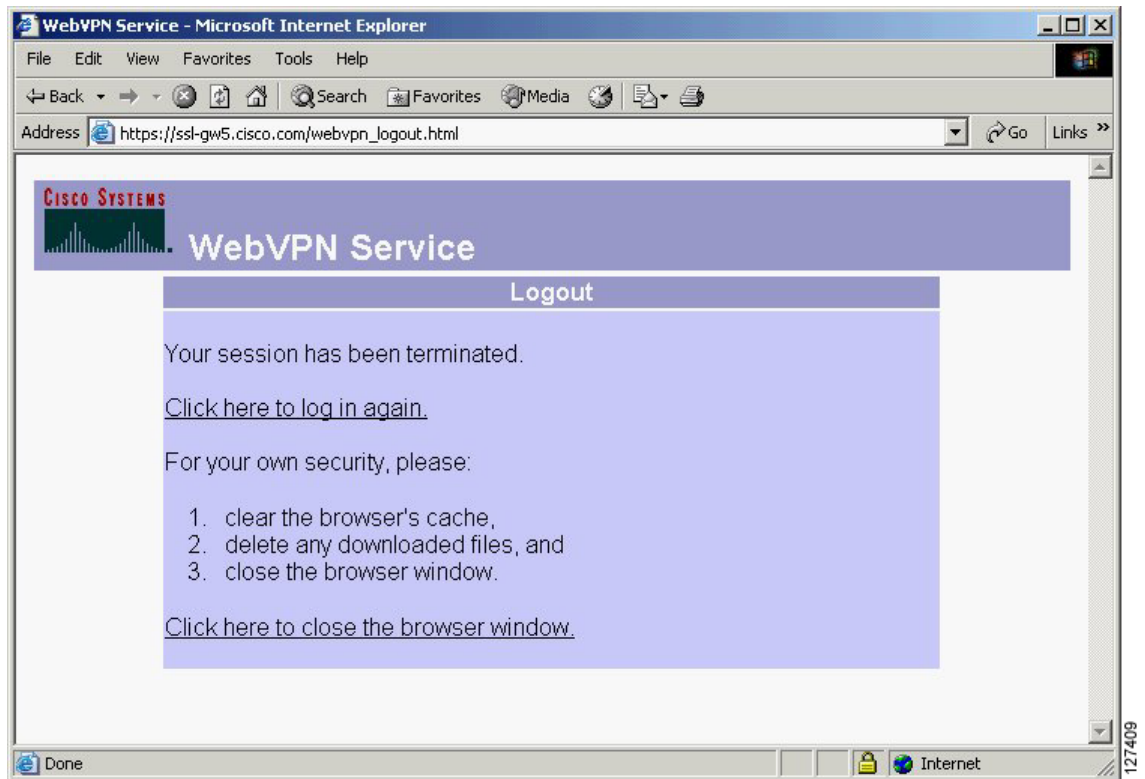 WebVPN Service - Microsoft Internet Explorer
File Edit View Favorites Tools Help
Back Search Favorites Media
Address https://ssl-gw5.cisco.com/webvpn_logout.html Go Links »
CISCO SYSTEMS
WebVPN Service
Logout
Your session has been terminated.
Click here to log in again.
For your own security, please:
1. clear the browser's cache,
2. delete any downloaded files, and
3. close the browser window.
Click here to close the browser window.
Done Internet
127409